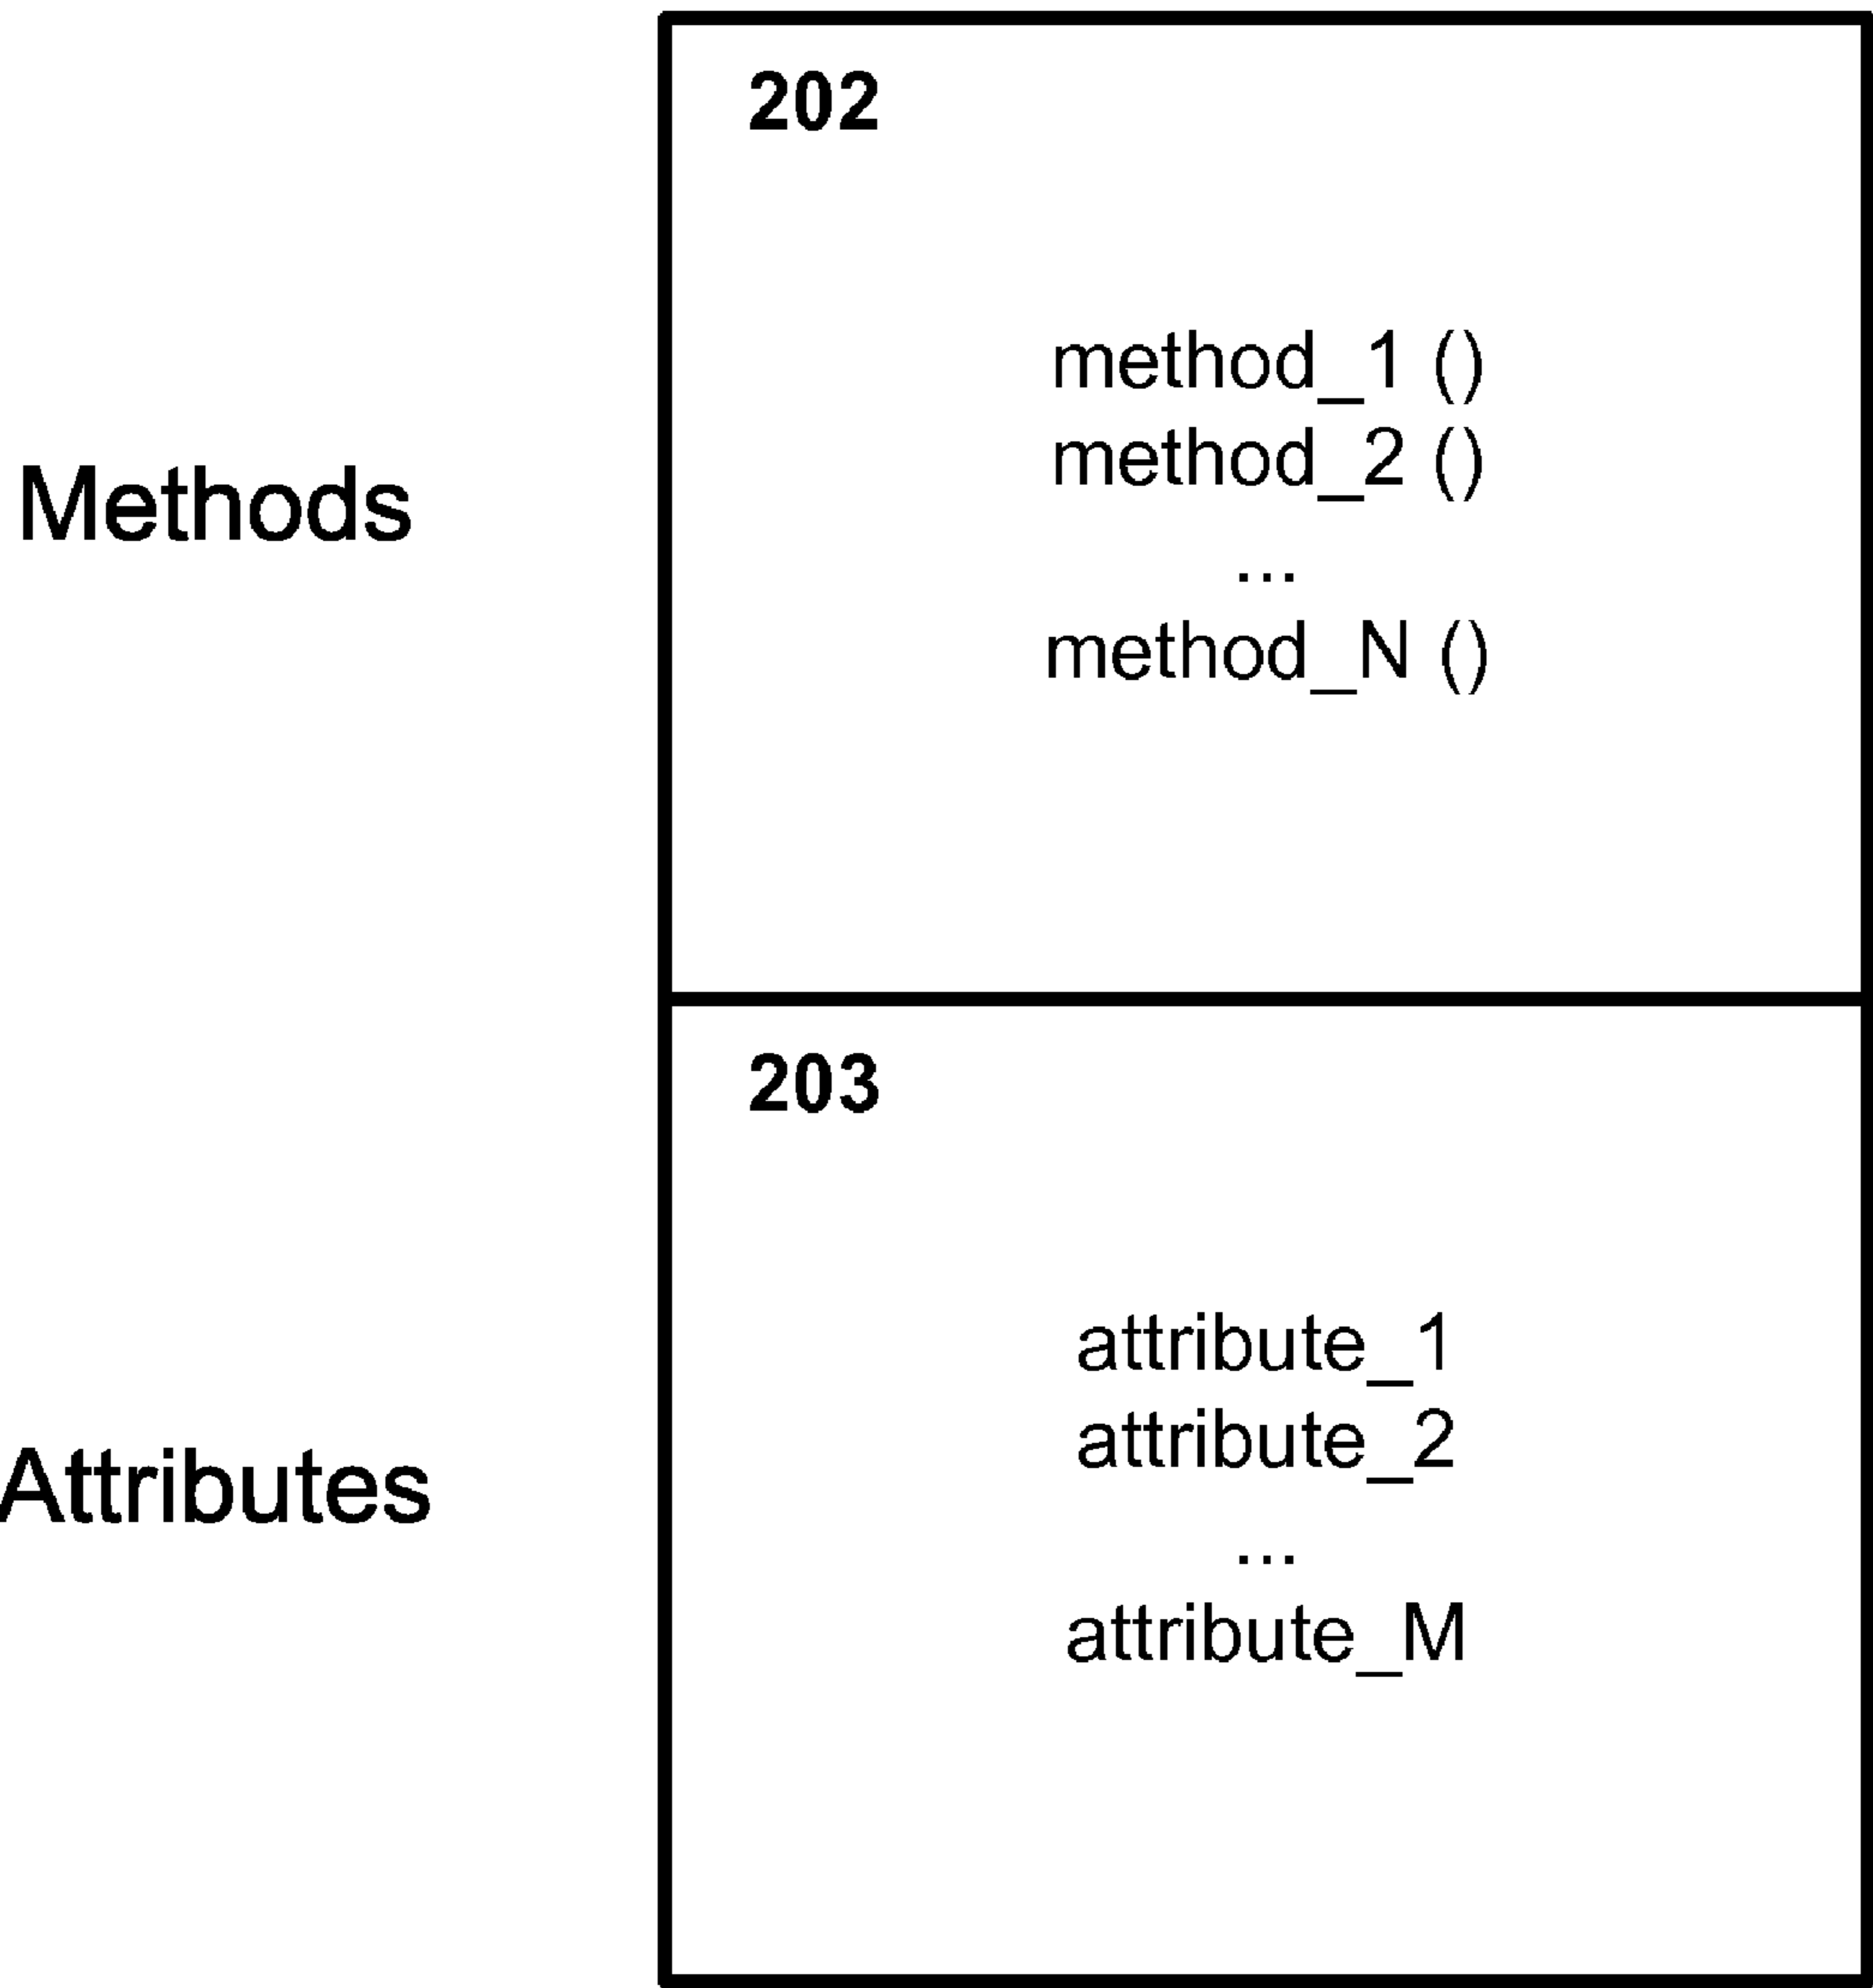 202
method_1 ()
method_2 ()
...
method_N ()
Methods
203
attribute_1
attribute_2
...
attribute_M
Attributes